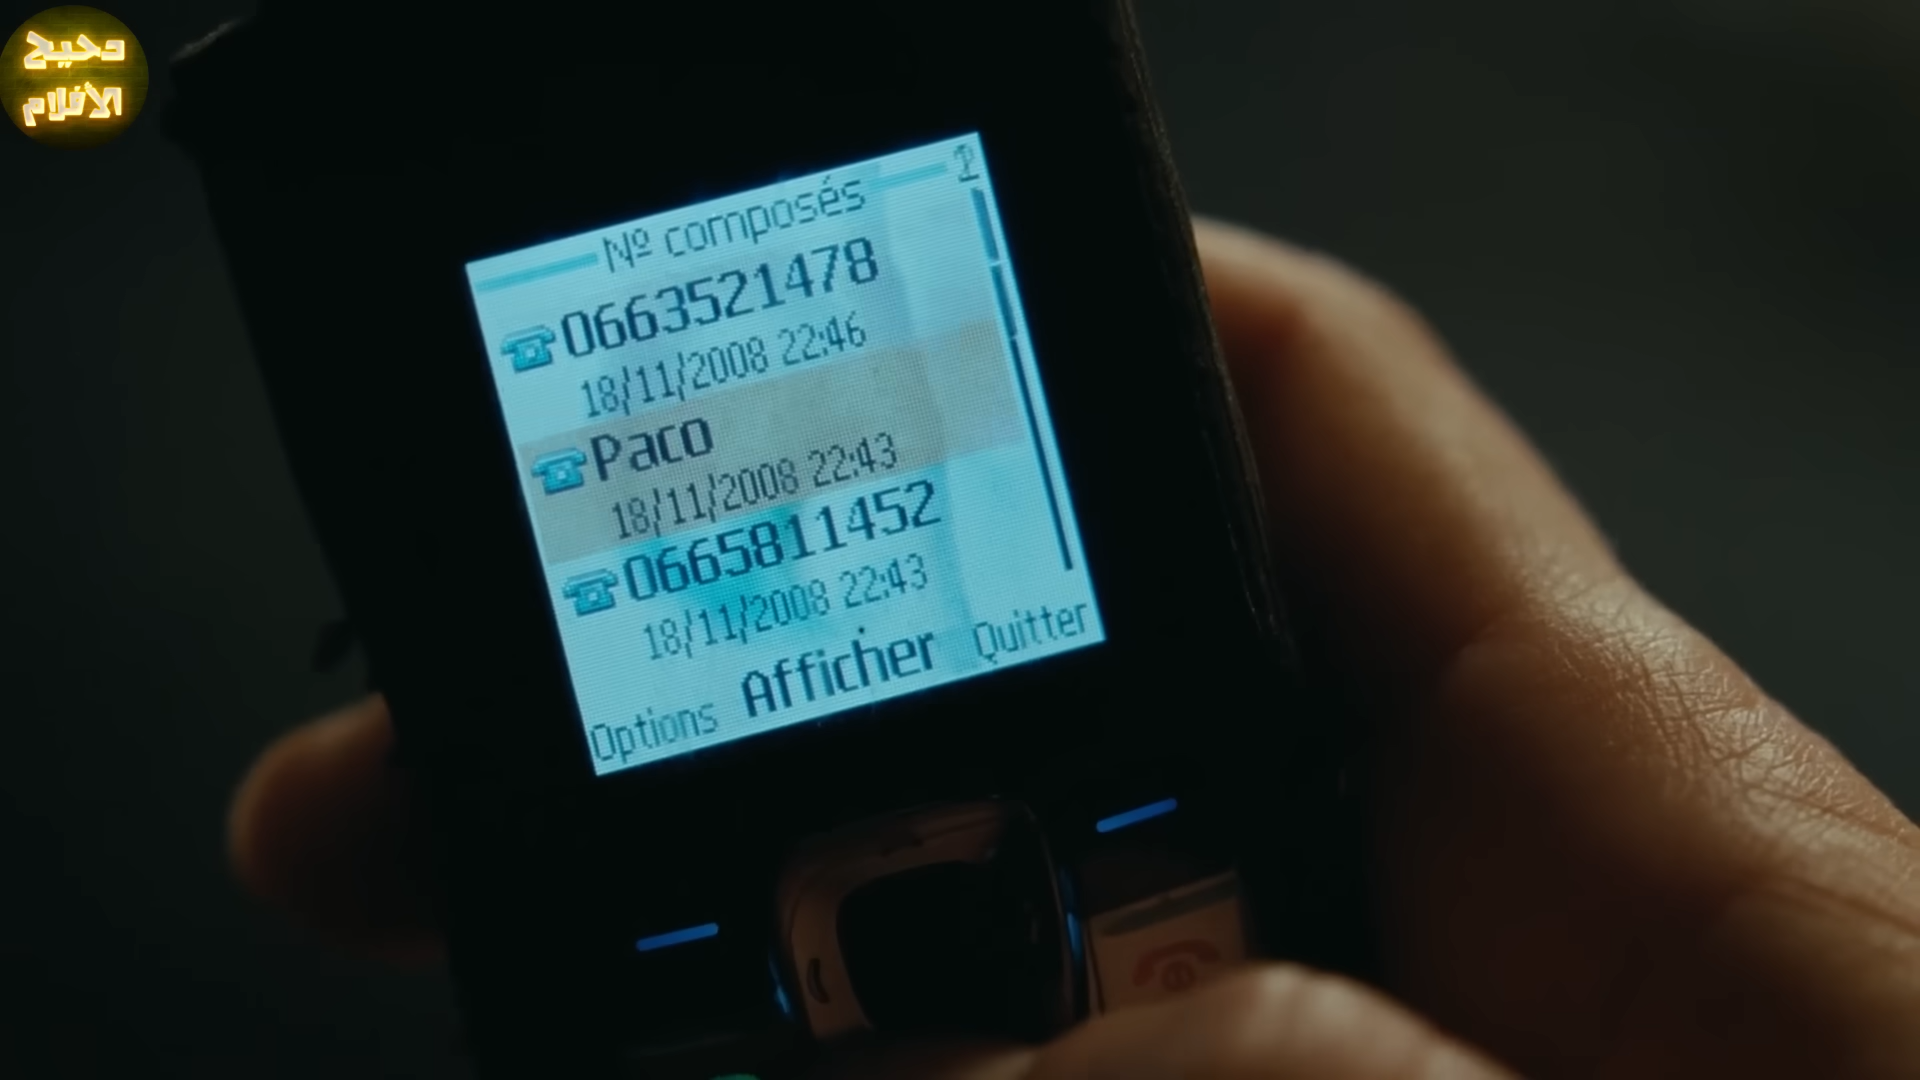 دحيح
الأفلام
Nº composés
0663521478
18/11/2008 22:46
Paco
18/11/2008 22:43
0665811452
18/11/2008 22:43
Options Afficher Quitter